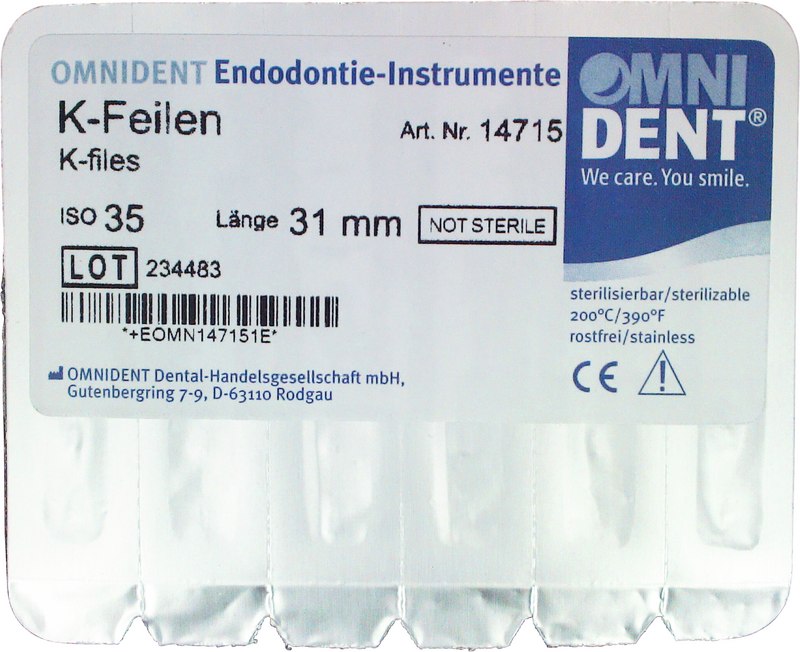 OMNIDENT Endodontie-Instrumente
K-Feilen
Art. Nr. 14715
K-files
ISO 35 Länge 31 mm NOT STERILE
LOT 234483
*+EOMN147151E*
OMNIDENT Dental-Handelsgesellschaft mbH,
Gutenbergring 7-9, D-63110 Rodgau
OMNI
DENT®
We care. You smile.
sterilisierbar/sterilizable
200°C/390°F
rostfrei/stainless
CE